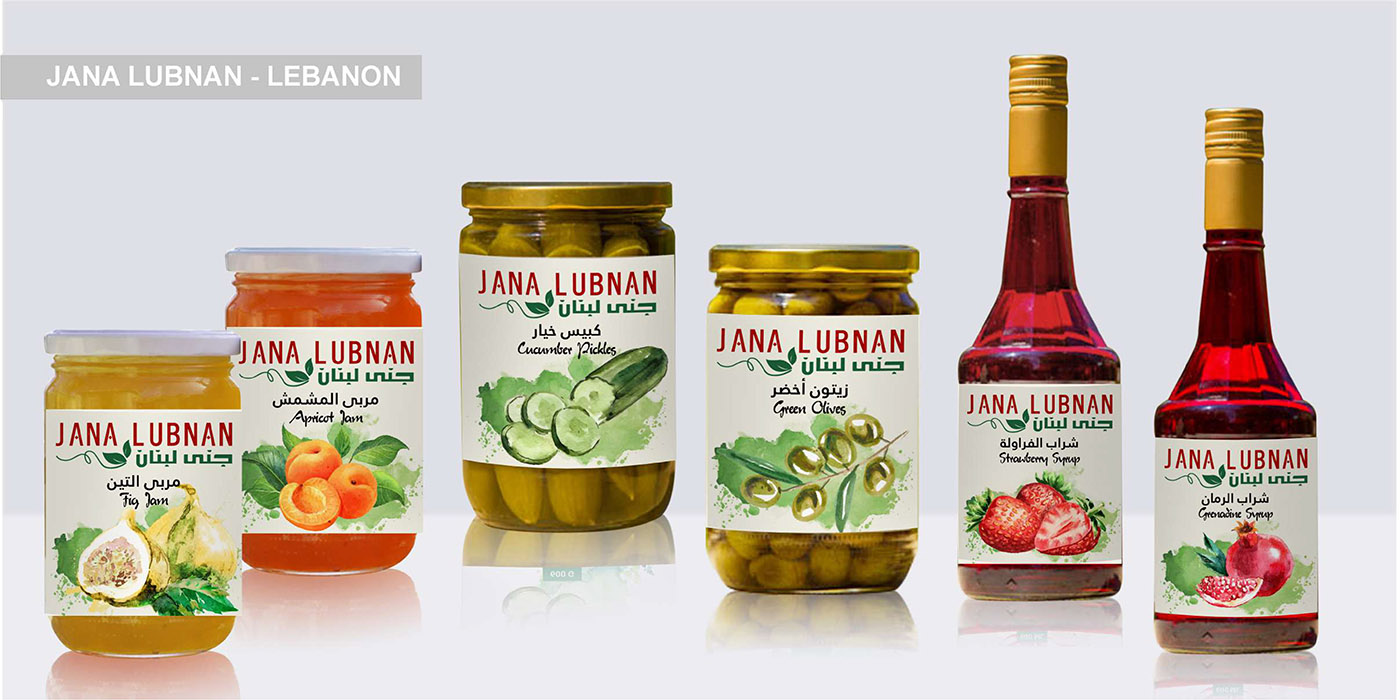 JANA LUBNAN - LEBANON
JANA LUBNAN
جنى لبنان
مربى التين
Fig Jam
JANA LUBNAN
جنى لبنان
مربى المشمش
Apricot Jam
JANA LUBNAN
جنى لبنان
كبيس خيار
Cucumber Pickles
JANA LUBNAN
جنى لبنان
زيتون أخضر
Green Olives
JANA LUBNAN
جنى لبنان
شراب الفراولة
Strawberry Syrup
JANA LUBNAN
جنى لبنان
شراب الرمان
Grenadine Syrup